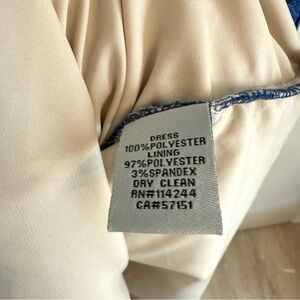 DRESS
100%POLYESTER
LINING
97%POLYESTER
3%SPANDEX
DRY CLEAN
RN#114244
CA#57151